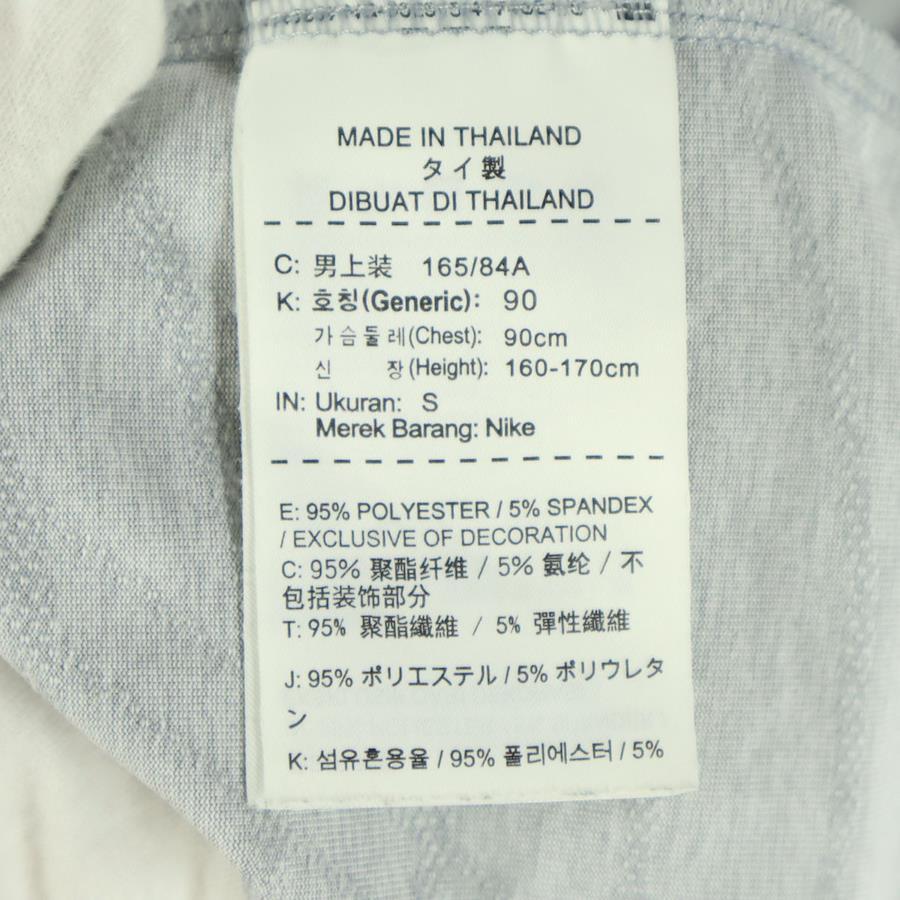 MADE IN THAILAND
タイ製
DIBUAT DI THAILAND
C: 男上装 165/84A
K: 호칭(Generic): 90
가슴둘레(Chest): 90cm
신 장(Height): 160-170cm
IN: Ukuran: S
Merek Barang: Nike
E: 95% POLYESTER / 5% SPANDEX
/ EXCLUSIVE OF DECORATION
C: 95% 聚酯纤维 / 5% 氨纶 / 不
包括装饰部分
T: 95% 聚酯纖維 / 5% 彈性纖維
J: 95% ポリエステル / 5% ポリウレタ
ン
K: 섬유혼용율 / 95% 폴리에스터 / 5%